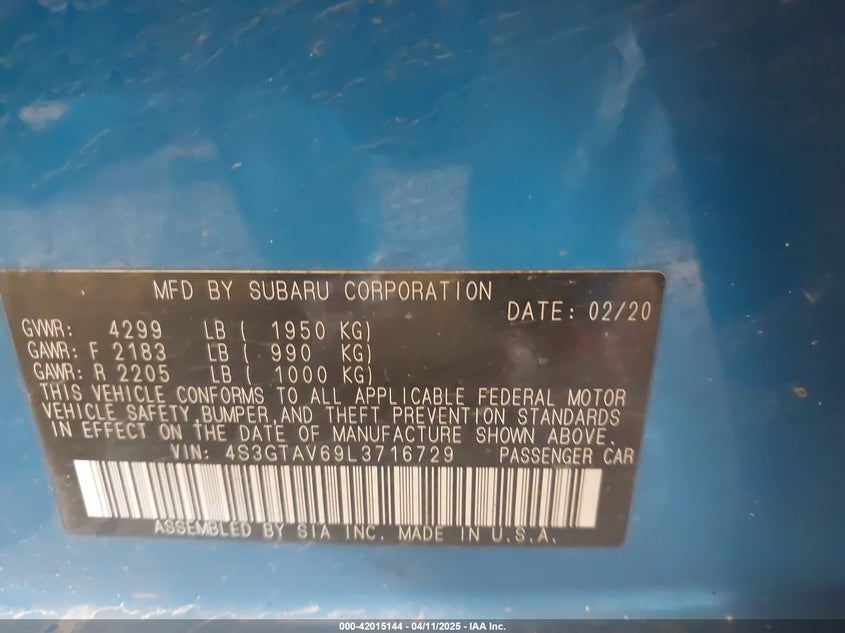 MFD BY SUBARU CORPORATION
DATE: 02/20
GVWR: 4299 LB ( 1950 KG)
GAWR: F 2183 LB ( 990 KG)
GAWR: R 2205 LB ( 1000 KG)
THIS VEHICLE CONFORMS TO ALL APPLICABLE FEDERAL MOTOR
VEHICLE SAFETY, BUMPER, AND THEFT PREVENTION STANDARDS
IN EFFECT ON THE DATE OF MANUFACTURE SHOWN ABOVE.
VIN: 4S3GTAV69L3716729 PASSENGER CAR
ASSEMBLED BY SIA INC. MADE IN U.S.A.
000-42015144 - 04/11/2025 - IAA Inc.